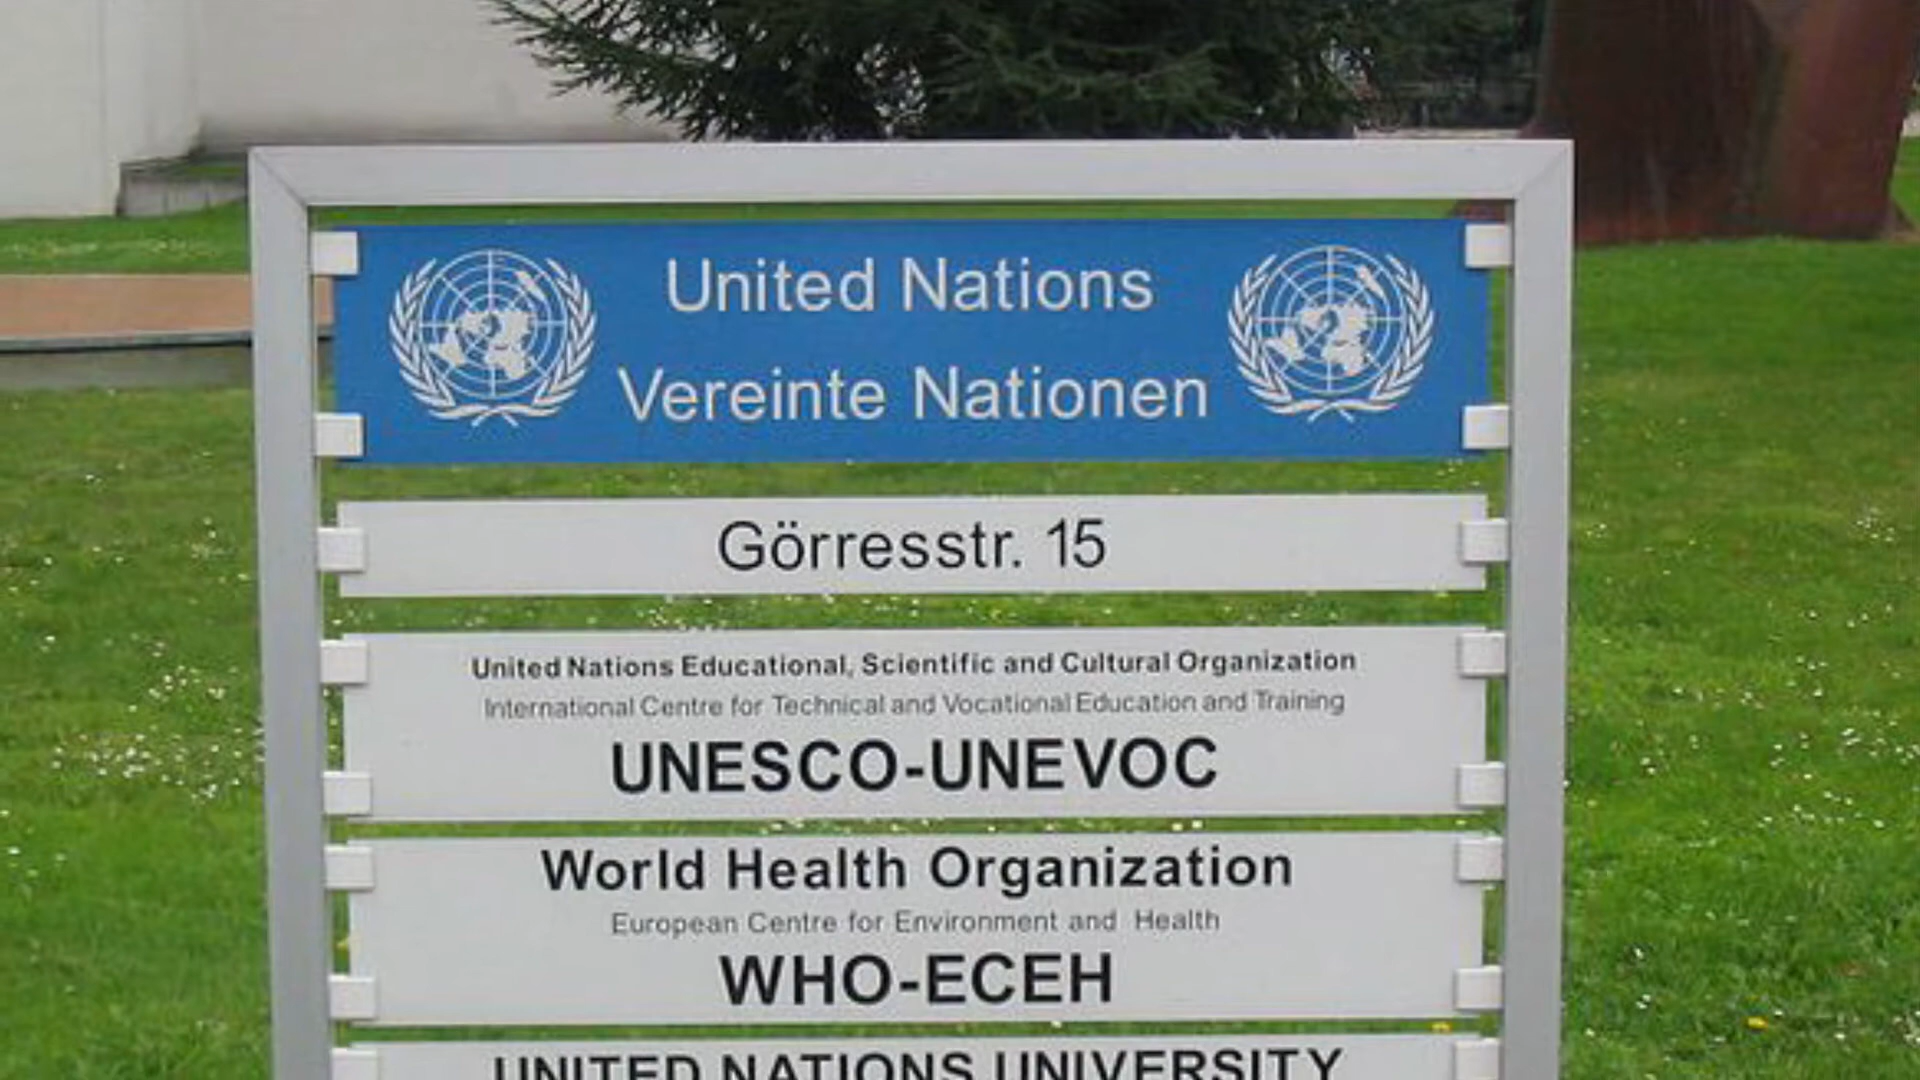 United Nations
Vereinte Nationen
Görresstr. 15
United Nations Educational, Scientific and Cultural Organization
International Centre for Technical and Vocational Education and Training
UNESCO-UNEVOC
World Health Organization
European Centre for Environment and Health
WHO-ECEH
UNITED NATIONS UNIVERSITY